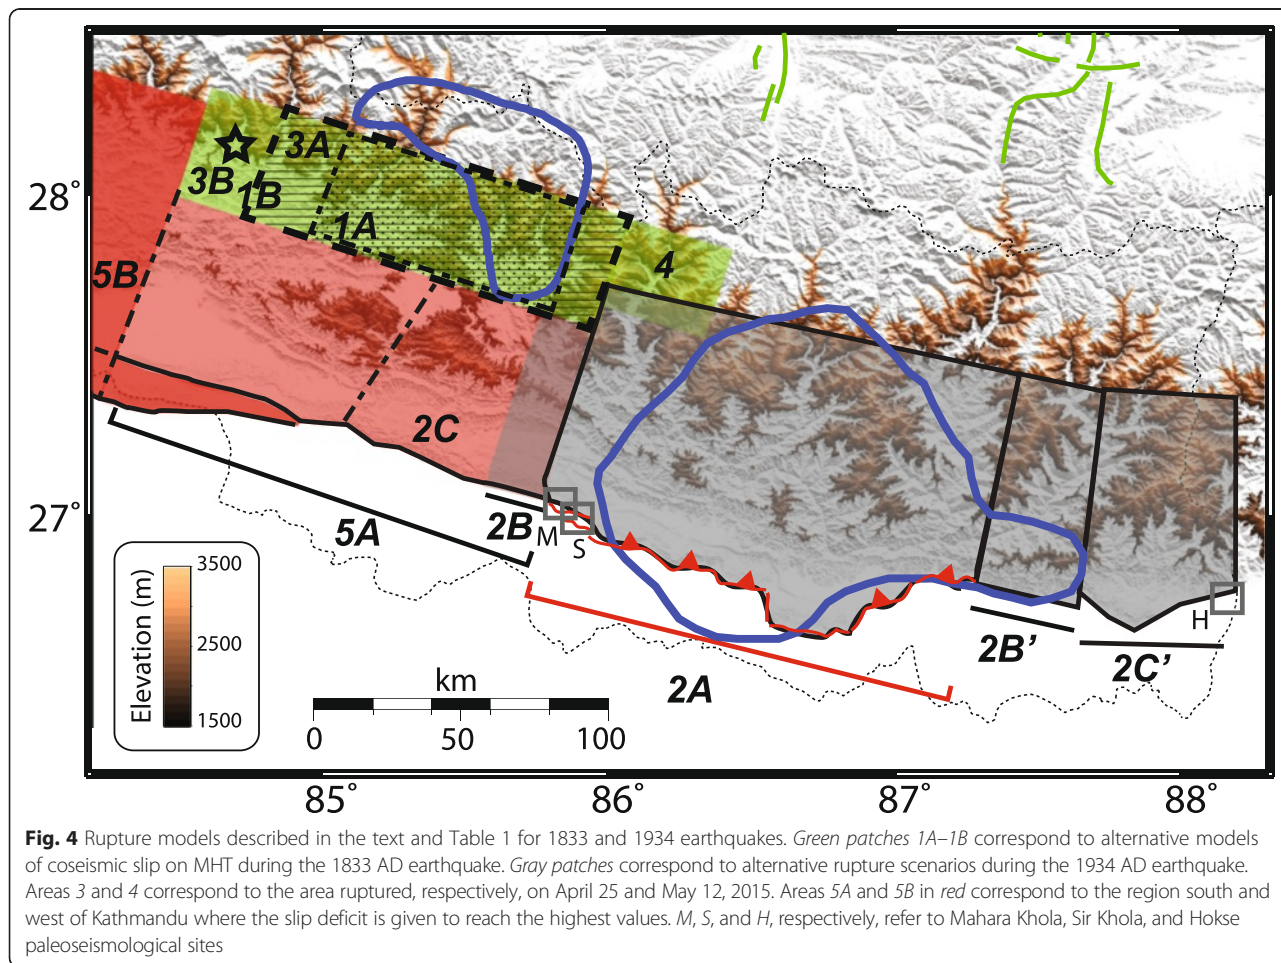 3A
3B
1B
1A
4
28°
5B
2C
27°
2B
M
S
5A
H
2B’
2C’
2A
Elevation (m)
3500
2500
1500
km
0 50 100
85° 86° 87° 88°
Fig. 4 Rupture models described in the text and Table 1 for 1833 and 1934 earthquakes. Green patches 1A–1B correspond to alternative models
of coseismic slip on MHT during the 1833 AD earthquake. Gray patches correspond to alternative rupture scenarios during the 1934 AD earthquake.
Areas 3 and 4 correspond to the area ruptured, respectively, on April 25 and May 12, 2015. Areas 5A and 5B in red correspond to the region south and
west of Kathmandu where the slip deficit is given to reach the highest values. M, S, and H, respectively, refer to Mahara Khola, Sir Khola, and Hokse
paleoseismological sites